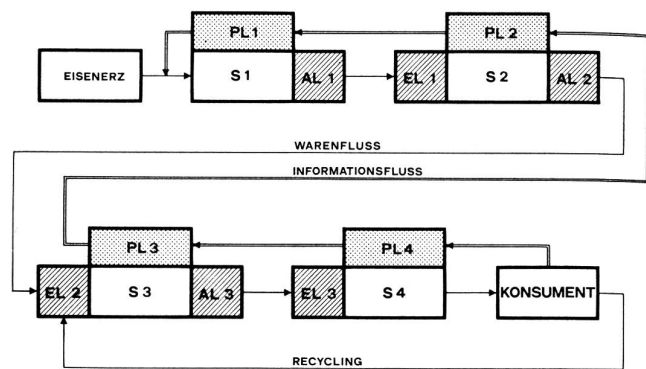 PL 1
PL 2
EISENERZ
S 1
AL 1
EL 1
S 2
AL 2
WARENFLUSS
INFORMATIONSFLUSS
PL 3
PL 4
EL 2
S 3
AL 3
EL 3
S 4
KONSUMENT
RECYCLING